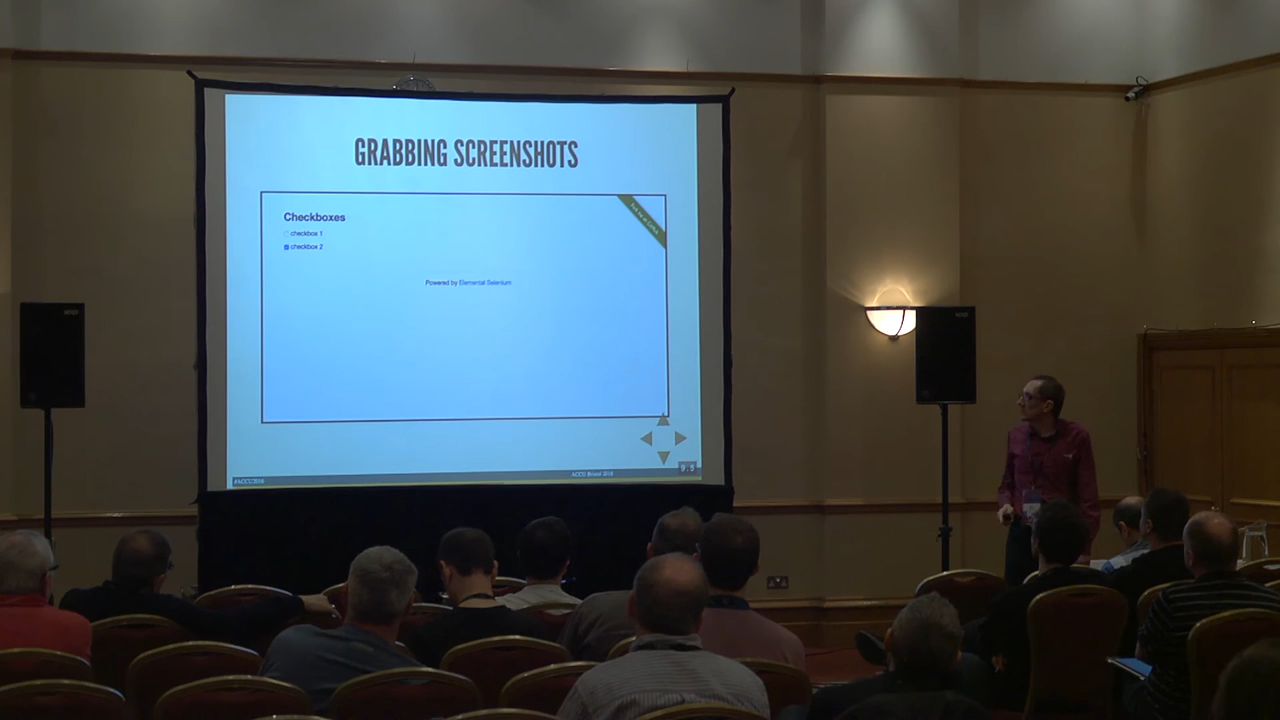 GRABBING SCREENSHOTS
Checkboxes
Fork me on GitHub
checkbox 1
checkbox 2
Powered by Elemental Selenium
#ACCU2016
ACCU Bristol 2016